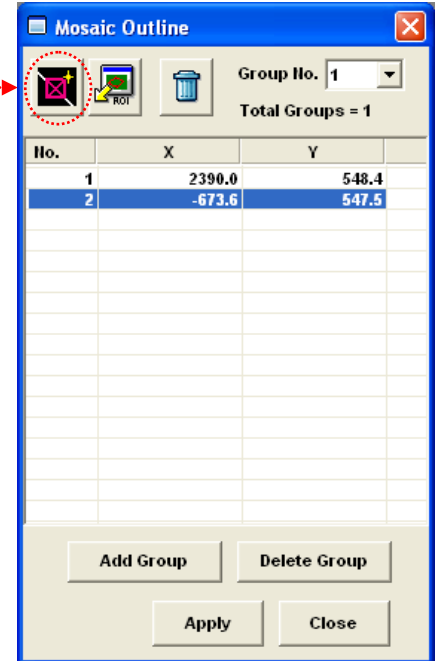 Mosaic Outline
ROI
Group No. 1
Total Groups = 1
No. X Y
1 2390.0 548.4
2 -673.6 547.5
Add Group Delete Group
Apply Close